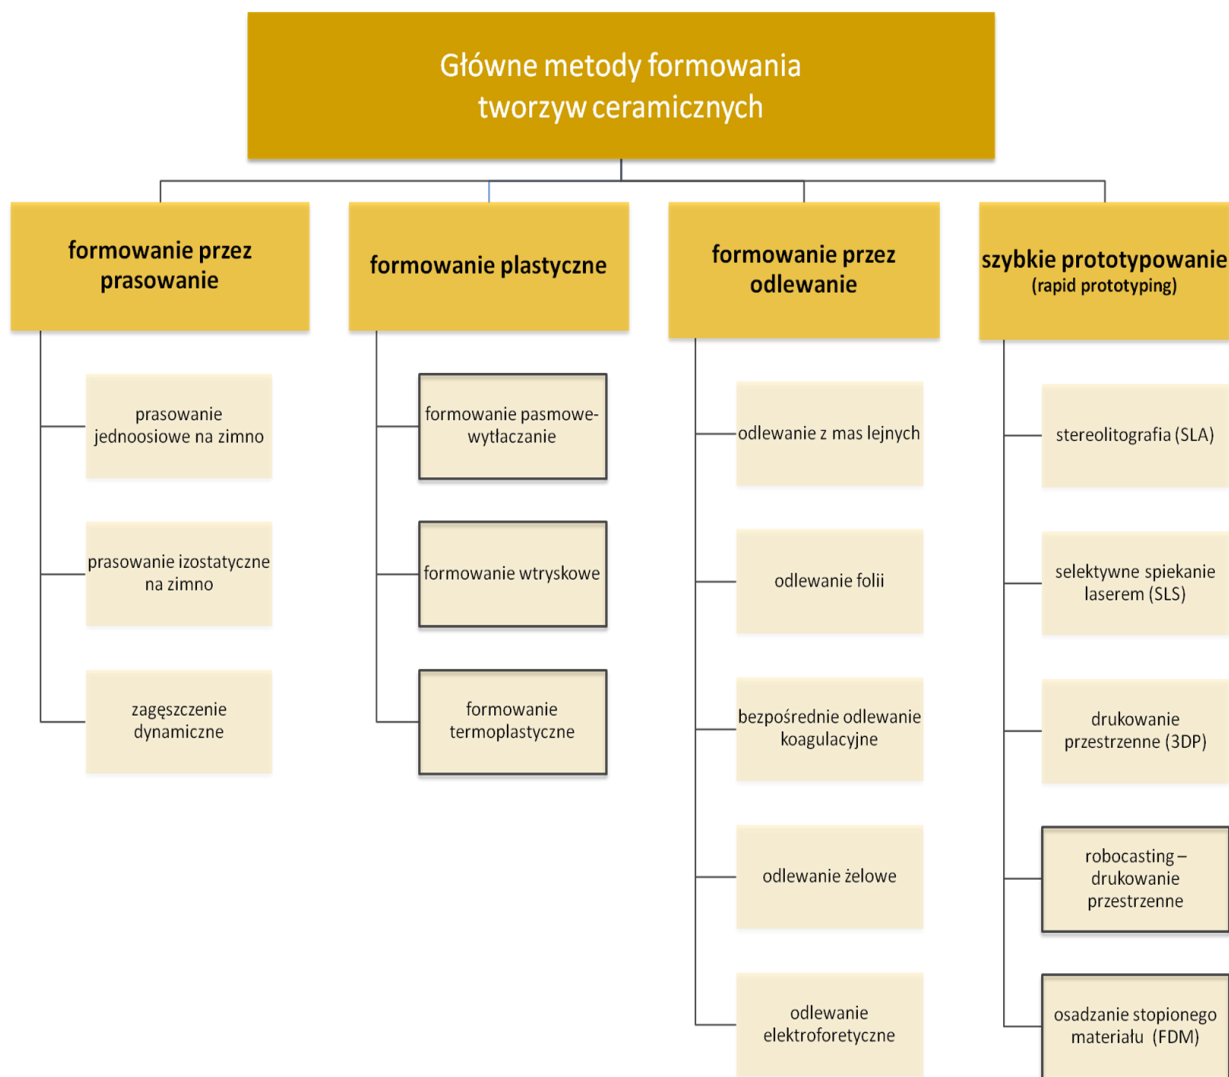 Główne metody formowania
tworzyw ceramicznych
formowanie przez
prasowanie
prasowanie
jednoosiowe na zimno
prasowanie izostatyczne
na zimno
zagęszczenie
dynamiczne
formowanie plastyczne
formowanie pasmowe-
wytłaczanie
formowanie wtryskowe
formowanie
termoplastyczne
formowanie przez
odlewanie
odlewanie z mas lejnych
odlewanie folii
bezpośrednie odlewanie
koagulacyjne
odlewanie żelowe
odlewanie
elektroforetyczne
szybkie prototypowanie
(rapid prototyping)
stereolitografia (SLA)
selektywne spiekanie
laserem (SLS)
drukowanie
przestrzenne (3DP)
robocasting –
drukowanie
przestrzenne
osadzanie stopionego
materiału (FDM)